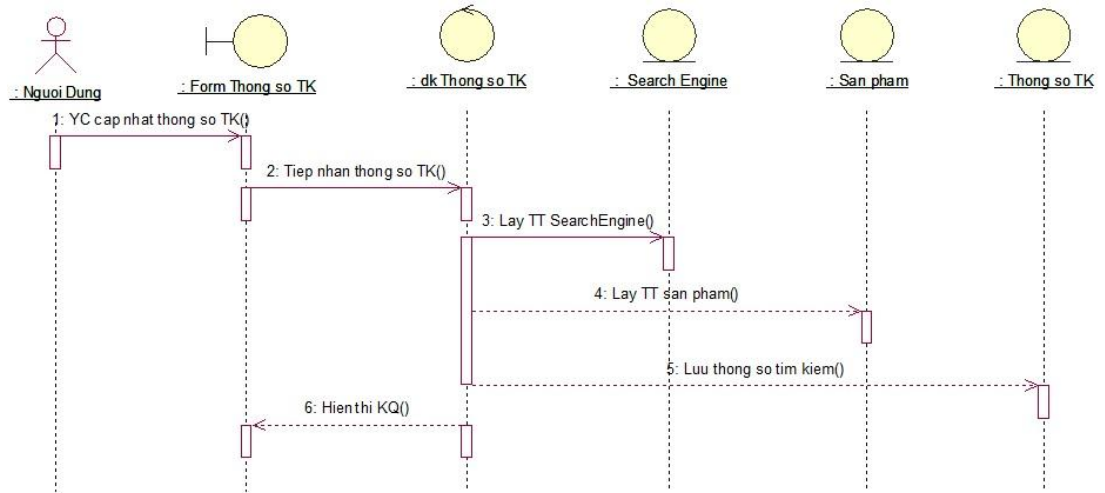 : Nguoi Dung
: Form Thong so TK
: dk Thong so TK
: Search Engine
: San pham
: Thong so TK
1: YC cap nhat thong so TK()
2: Tiep nhan thong so TK()
3: Lay TT SearchEngine()
4: Lay TT san pham()
5: Luu thong so tim kiem()
6: Hien thi KQ()